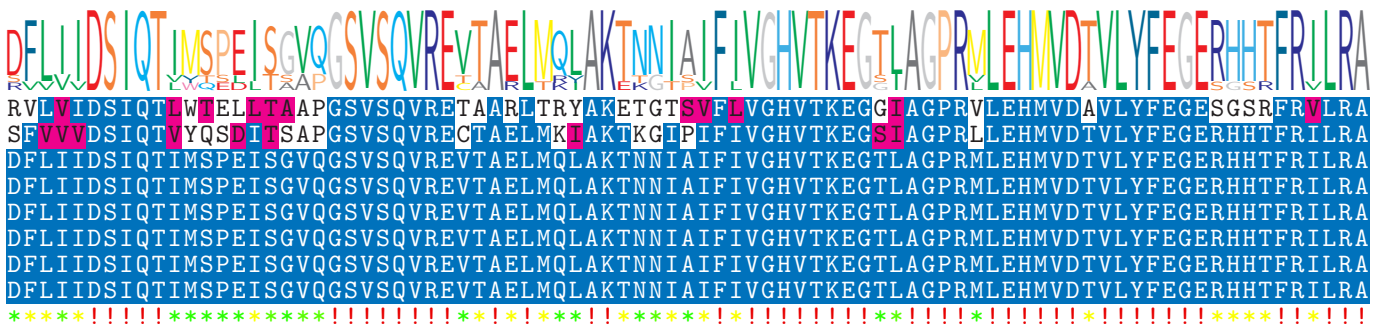 DFLIIDSIQTIMSPEISGVQGSVSQVREVTAELMQLAKTNNIAIFIVGHVTKEGTLAGPRMLEHMVDTVLYFEGERHHTFRILRA
RVLVIDSIQTLWTELLTAAPGSVSQVRETAARLTRYAKETGTSVFLVGHVTKEGGIAGPRVLEHMVDAVLYFEGESGSRFRVLRA
SFVVVDSIQTVYQSDITSAPGSVSQVRECTAELMKIAKTKGIPIFIVGHVTKEGSIAGPRLLEHMVDTVLYFEGERHHTFRILRA
DFLIIDSIQTIMSPEISGVQGSVSQVREVTAELMQLAKTNNIAIFIVGHVTKEGTLAGPRMLEHMVDTVLYFEGERHHTFRILRA
DFLIIDSIQTIMSPEISGVQGSVSQVREVTAELMQLAKTNNIAIFIVGHVTKEGTLAGPRMLEHMVDTVLYFEGERHHTFRILRA
DFLIIDSIQTIMSPEISGVQGSVSQVREVTAELMQLAKTNNIAIFIVGHVTKEGTLAGPRMLEHMVDTVLYFEGERHHTFRILRA
DFLIIDSIQTIMSPEISGVQGSVSQVREVTAELMQLAKTNNIAIFIVGHVTKEGTLAGPRMLEHMVDTVLYFEGERHHTFRILRA
DFLIIDSIQTIMSPEISGVQGSVSQVREVTAELMQLAKTNNIAIFIVGHVTKEGTLAGPRMLEHMVDTVLYFEGERHHTFRILRA
DFLIIDSIQTIMSPEISGVQGSVSQVREVTAELMQLAKTNNIAIFIVGHVTKEGTLAGPRMLEHMVDTVLYFEGERHHTFRILRA
*****!!!!!**********!!!!!!!!**!*!***!!******!*!!!!!!!!**!!!!*!!!!!!*!!!!!!!****!!*!!!